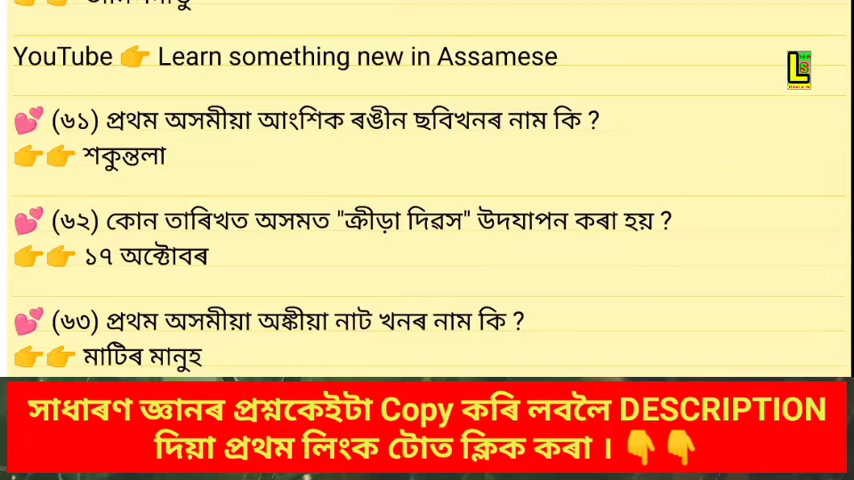 YouTube 👉 Learn something new in Assamese
💕 (৬১) প্ৰথম অসমীয়া আংশিক ৰঙীন ছবিখনৰ নাম কি ?
👉👉 শকুন্তলা
💕 (৬২) কোন তাৰিখত অসমত "ক্ৰীড়া দিৱস" উদযাপন কৰা হয় ?
👉👉 ১৭ অক্টোবৰ
💕 (৬৩) প্ৰথম অসমীয়া অঙ্কীয়া নাট খনৰ নাম কি ?
👉👉 মাটিৰ মানুহ
সাধাৰণ জ্ঞানৰ প্ৰশ্নকেইটা Copy কৰি লবলৈ DESCRIPTION
দিয়া প্ৰথম লিংক টোত ক্লিক কৰা । 👇👇